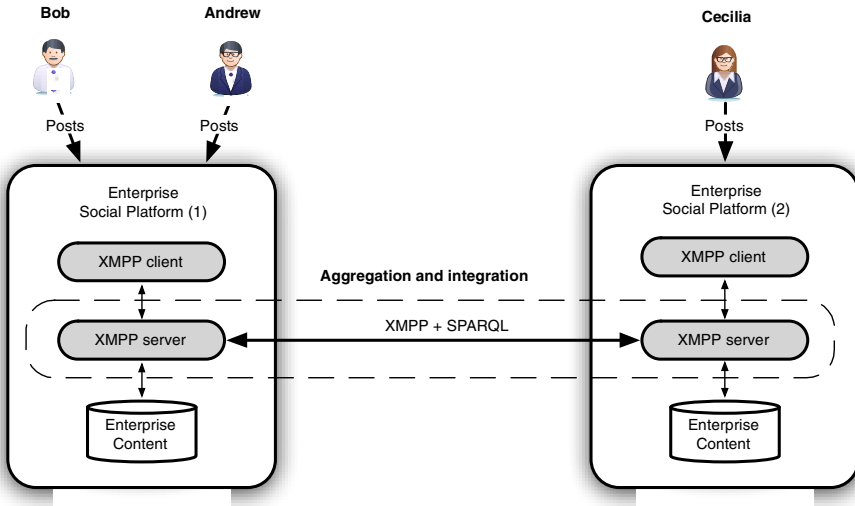 Bob
Andrew
Cecilia
Posts
Posts
Posts
Enterprise
Social Platform (1)
Enterprise
Social Platform (2)
XMPP client
XMPP client
Aggregation and integration
XMPP + SPARQL
XMPP server
XMPP server
Enterprise
Content
Enterprise
Content